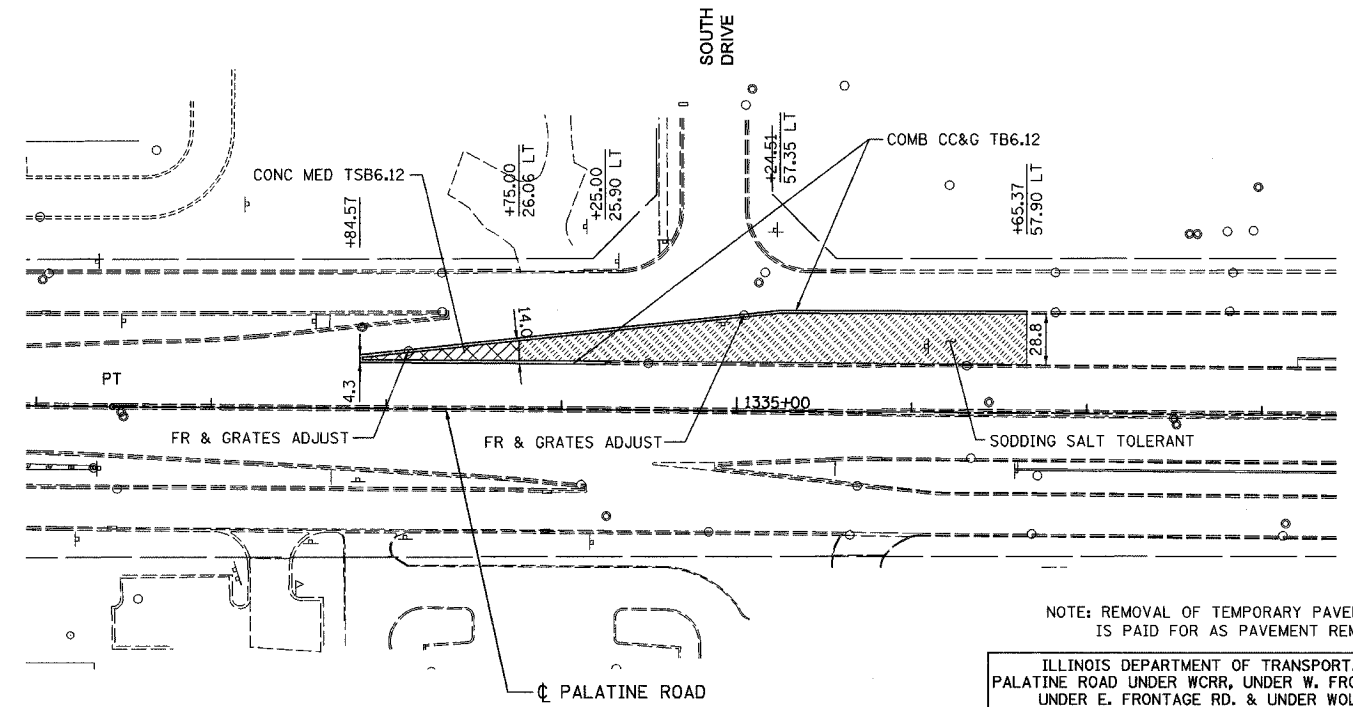 SOUTH
DRIVE
COMB CC&G TB6.12
CONC MED TSB6.12
+84.57
+75.00
26.06 LT
+25.00
25.90 LT
+24.51
57.35 LT
+65.37
57.90 LT
14.0
28.8
4.3
PT
1335+00
FR & GRATES ADJUST
FR & GRATES ADJUST
SODDING SALT TOLERANT
NOTE: REMOVAL OF TEMPORARY PAVE
IS PAID FOR AS PAVEMENT REM
ILLINOIS DEPARTMENT OF TRANSPORT
PALATINE ROAD UNDER WCRR, UNDER W. FRO
UNDER E. FRONTAGE RD. & UNDER WOL
℄ PALATINE ROAD